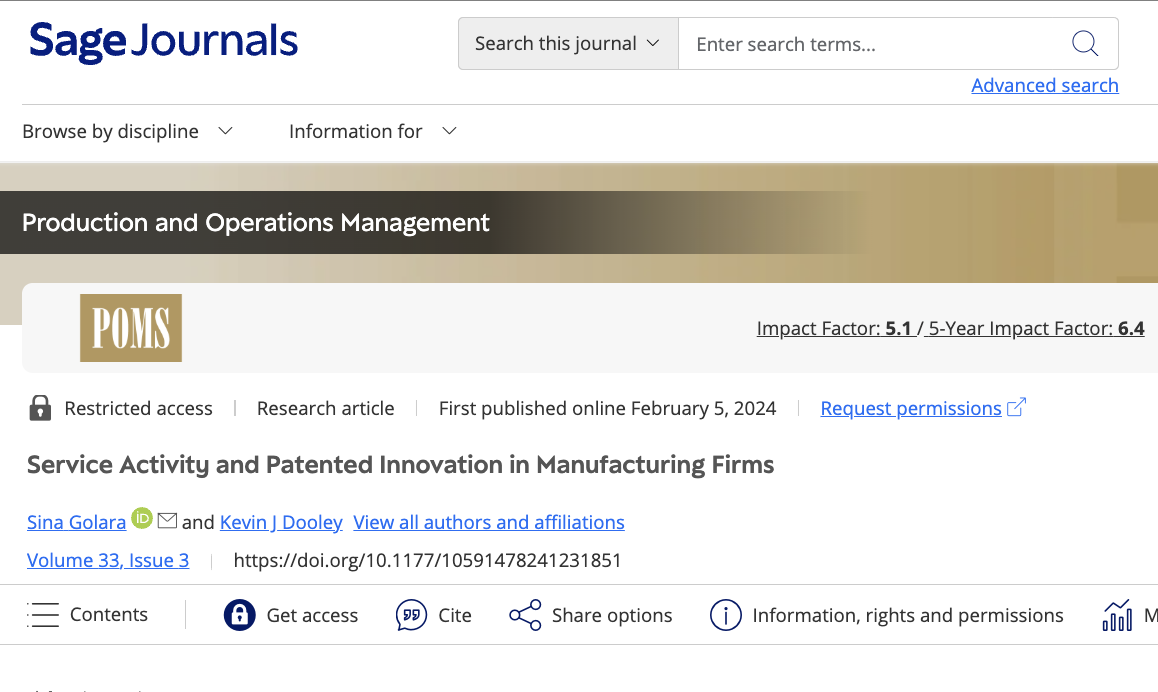 Sage Journals
Search this journal
Enter search terms...
Advanced search
Browse by discipline
Information for
Production and Operations Management
POMS
Impact Factor: 5.1 / 5-Year Impact Factor: 6.4
Restricted access | Research article | First published online February 5, 2024 | Request permissions
Service Activity and Patented Innovation in Manufacturing Firms
Sina Golara iD and Kevin J Dooley View all authors and affiliations
Volume 33, Issue 3 | https://doi.org/10.1177/10591478241231851
Contents | Get access Cite Share options Information, rights and permissions